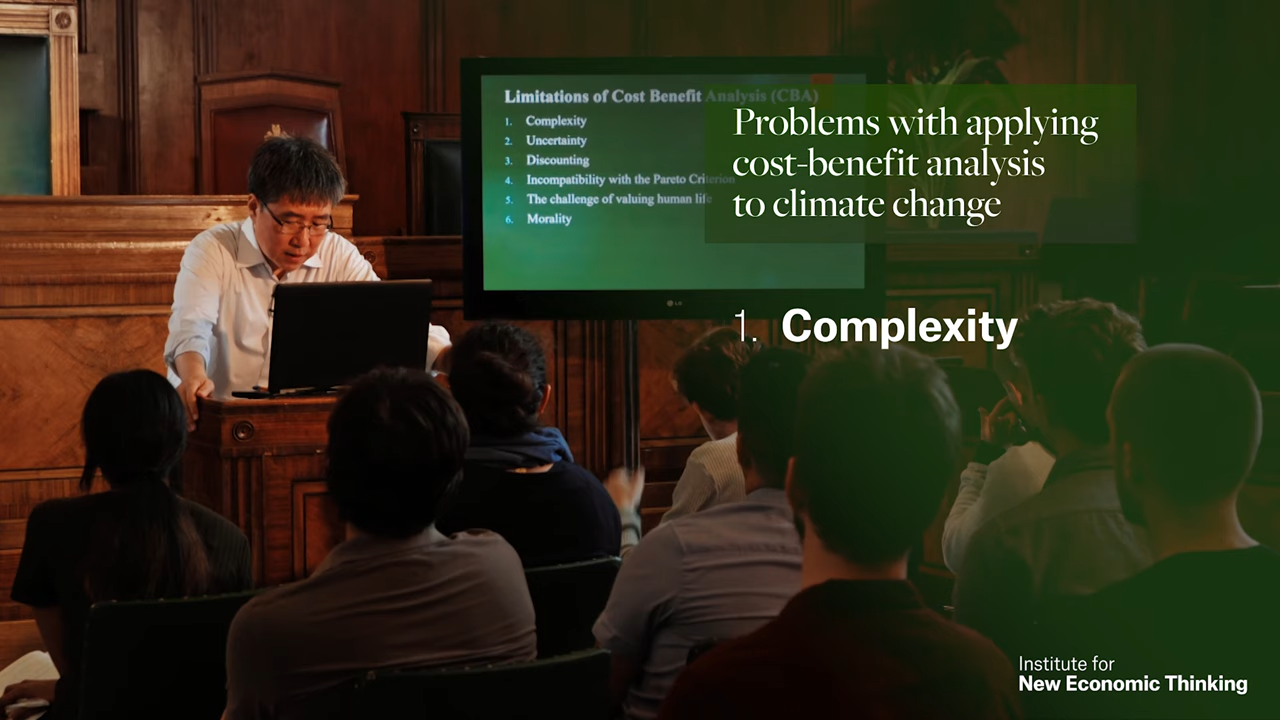 Limitations of Cost Benefit Analysis (CBA)
1. Complexity
2. Uncertainty
3. Discounting
4. Incompatibility with the Pareto Criterion
5. The challenge of valuing human life
6. Morality
LG
Problems with applying
cost-benefit analysis
to climate change
1. Complexity
Institute for
New Economic Thinking